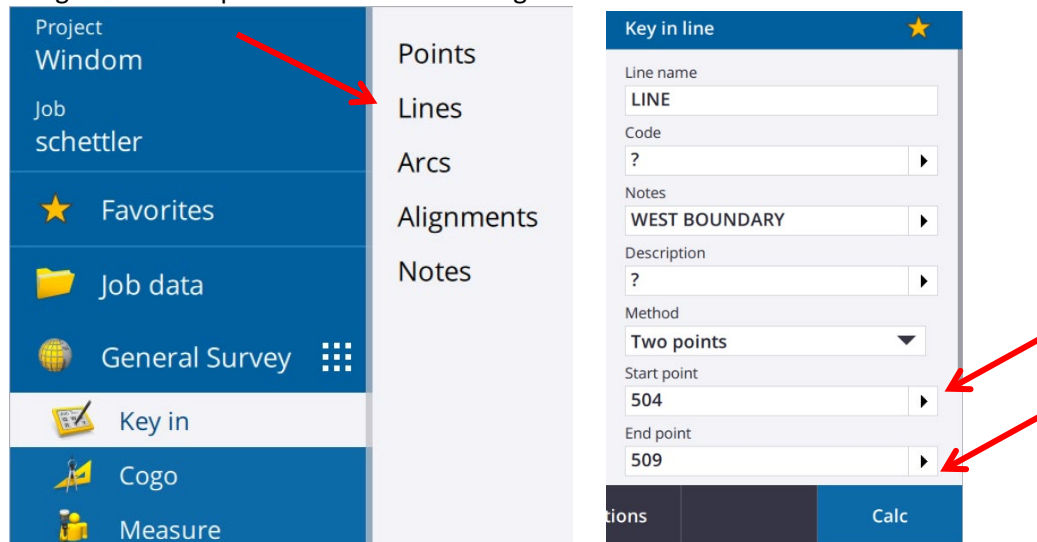 Project
Windom
Job
schettler
Favorites
Job data
General Survey
Key in
Cogo
Measure
Points
Lines
Arcs
Alignments
Notes
Key in line
Line name
LINE
Code
?
Notes
WEST BOUNDARY
Description
?
Method
Two points
Start point
504
End point
509
tions
Calc